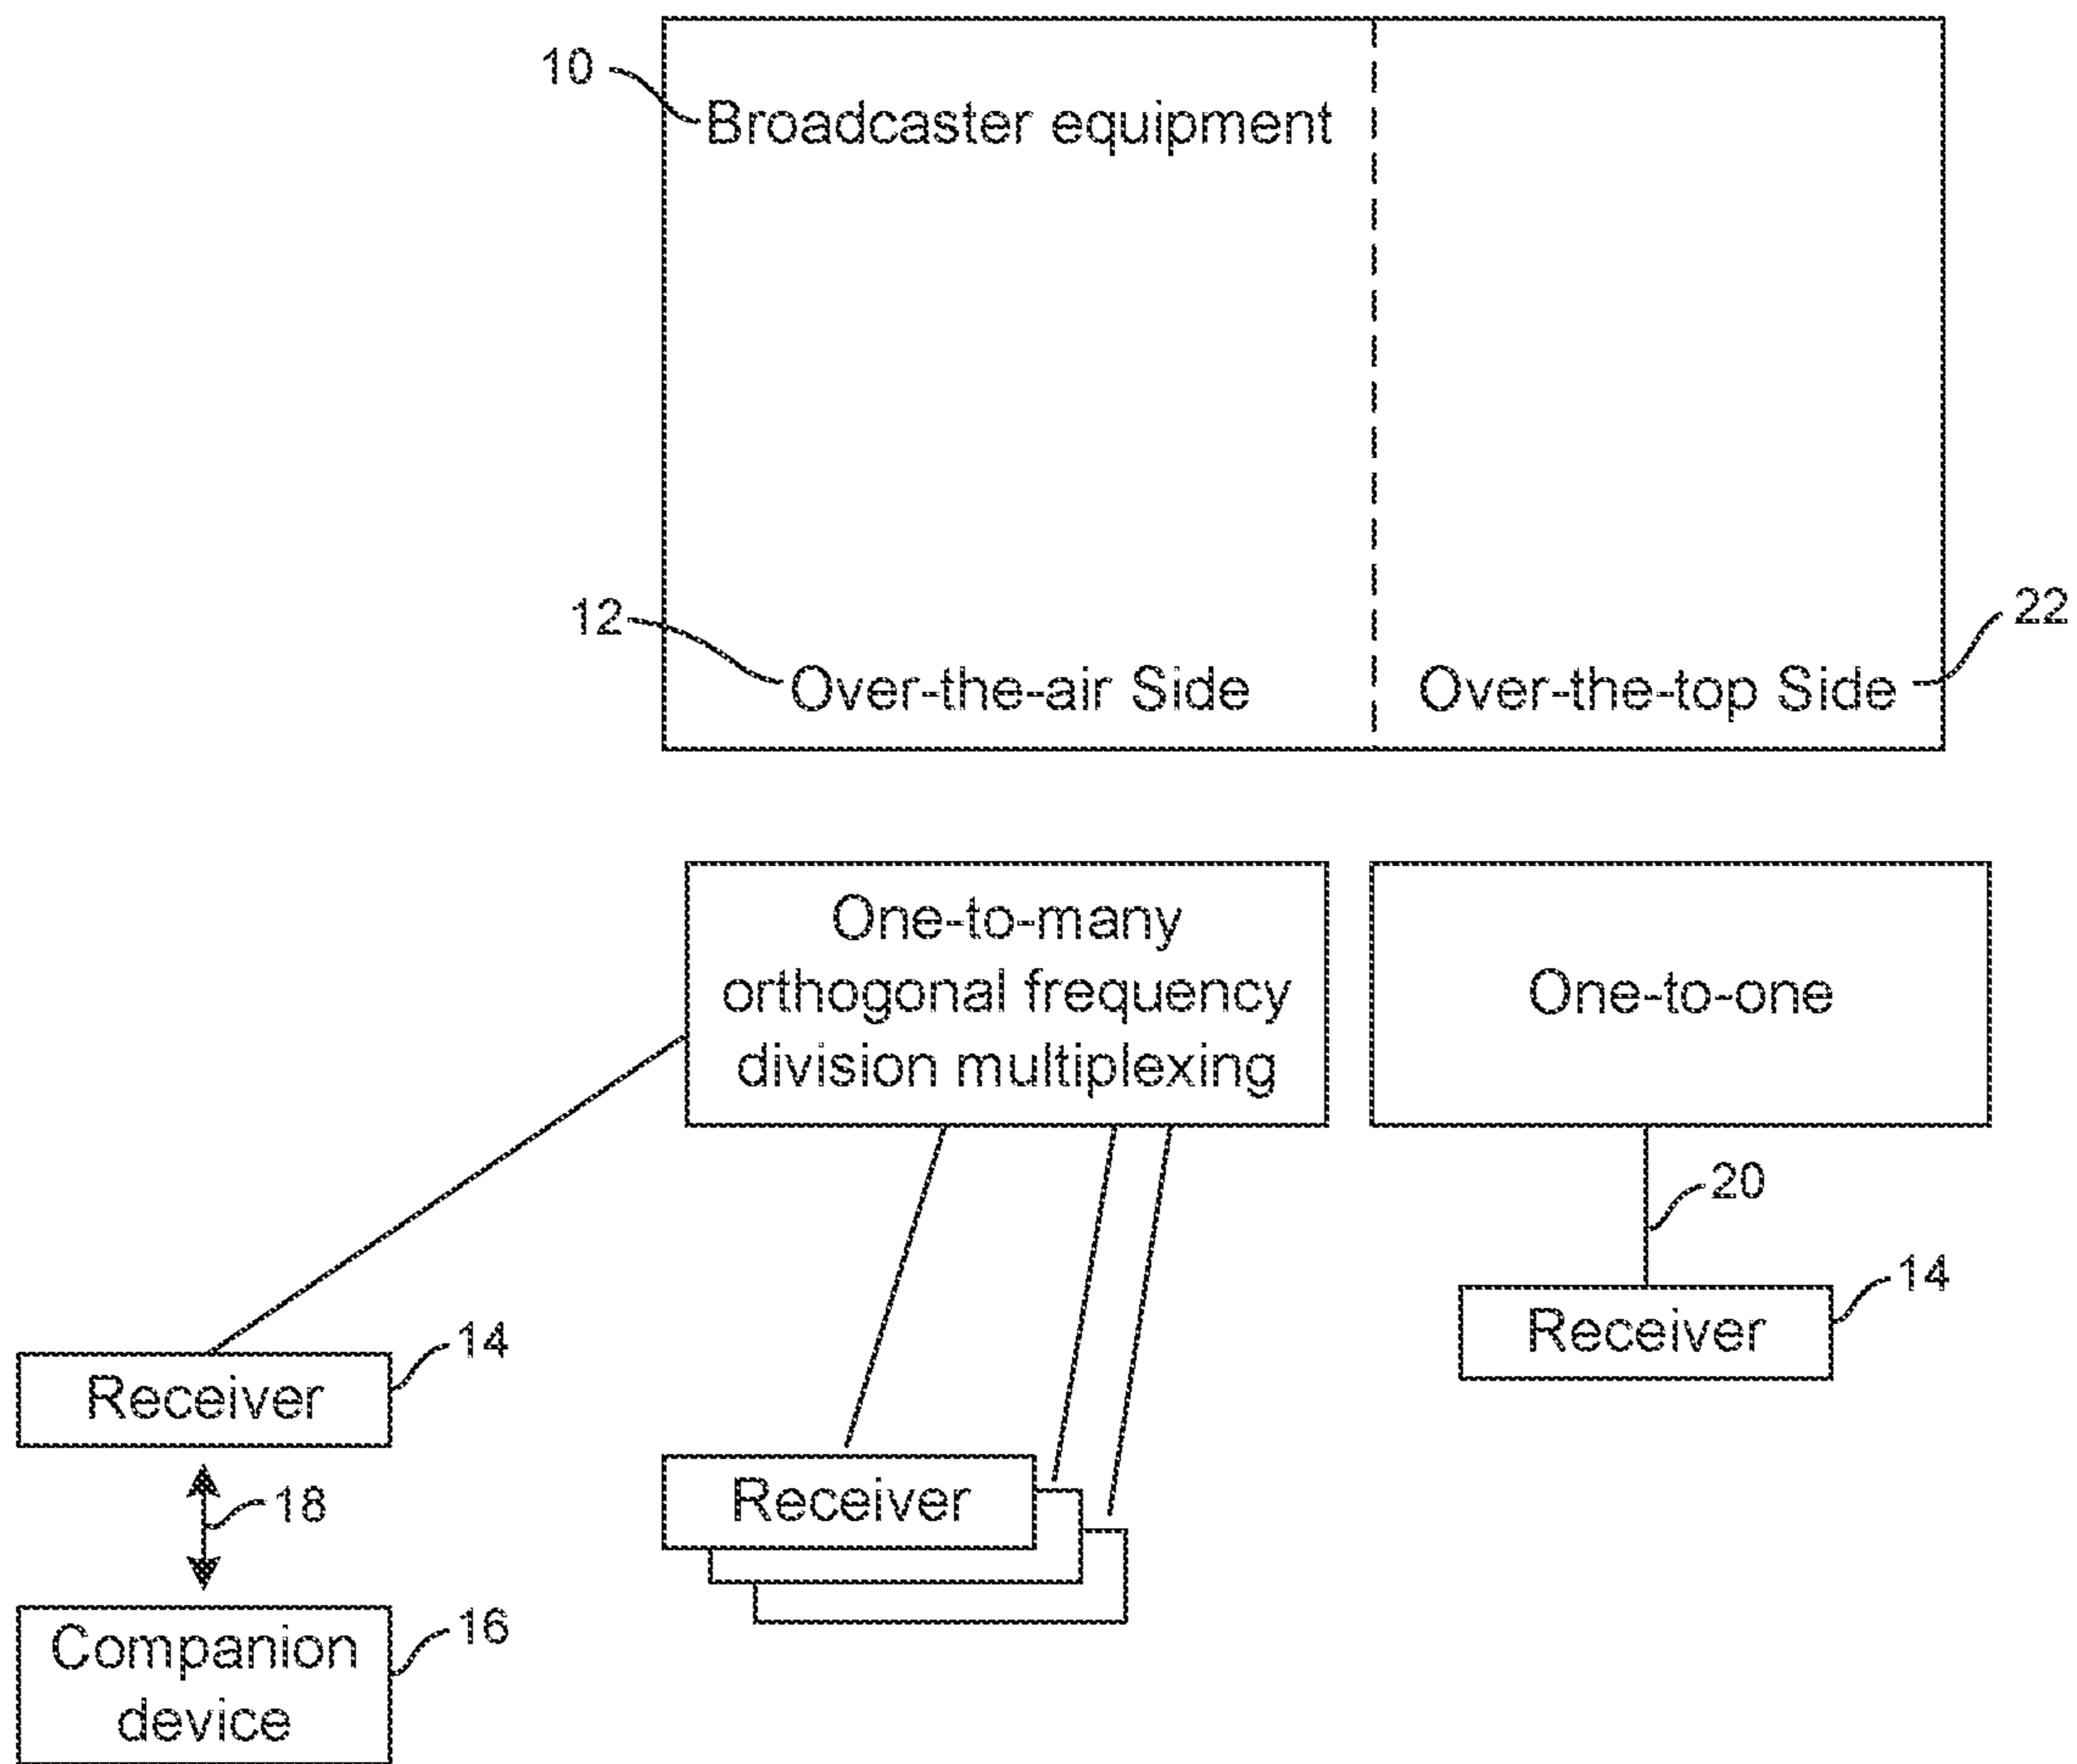 10
Broadcaster equipment
12
22
Over-the-air Side
Over-the-top Side
One-to-many
orthogonal frequency
division multiplexing
One-to-one
20
14
Receiver
14
Receiver
18
Receiver
16
Companion
device